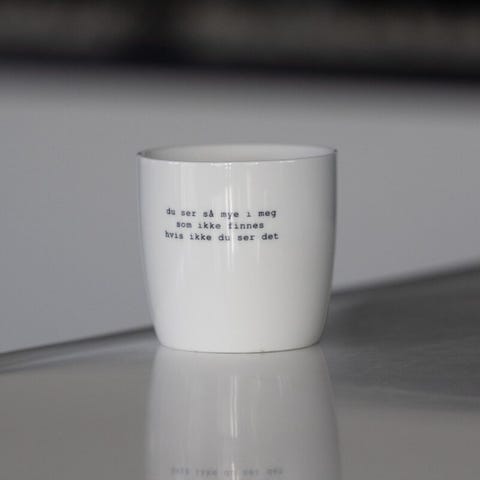 du ser så mye i meg
som ikke finnes
hvis ikke du ser det